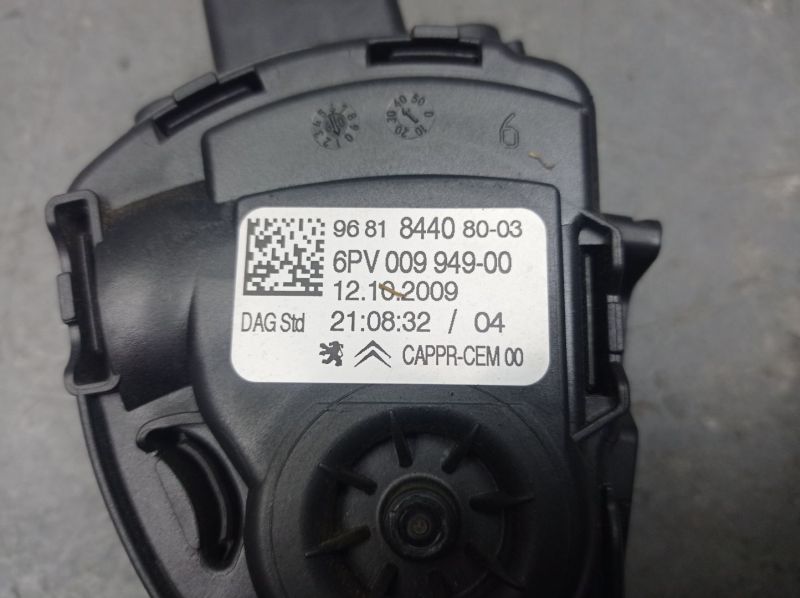 6
96 81 8440 80-03
6PV 009 949-00
12.10.2009
DAG Std 21:08:32 / 04
CAPPR-CEM 00